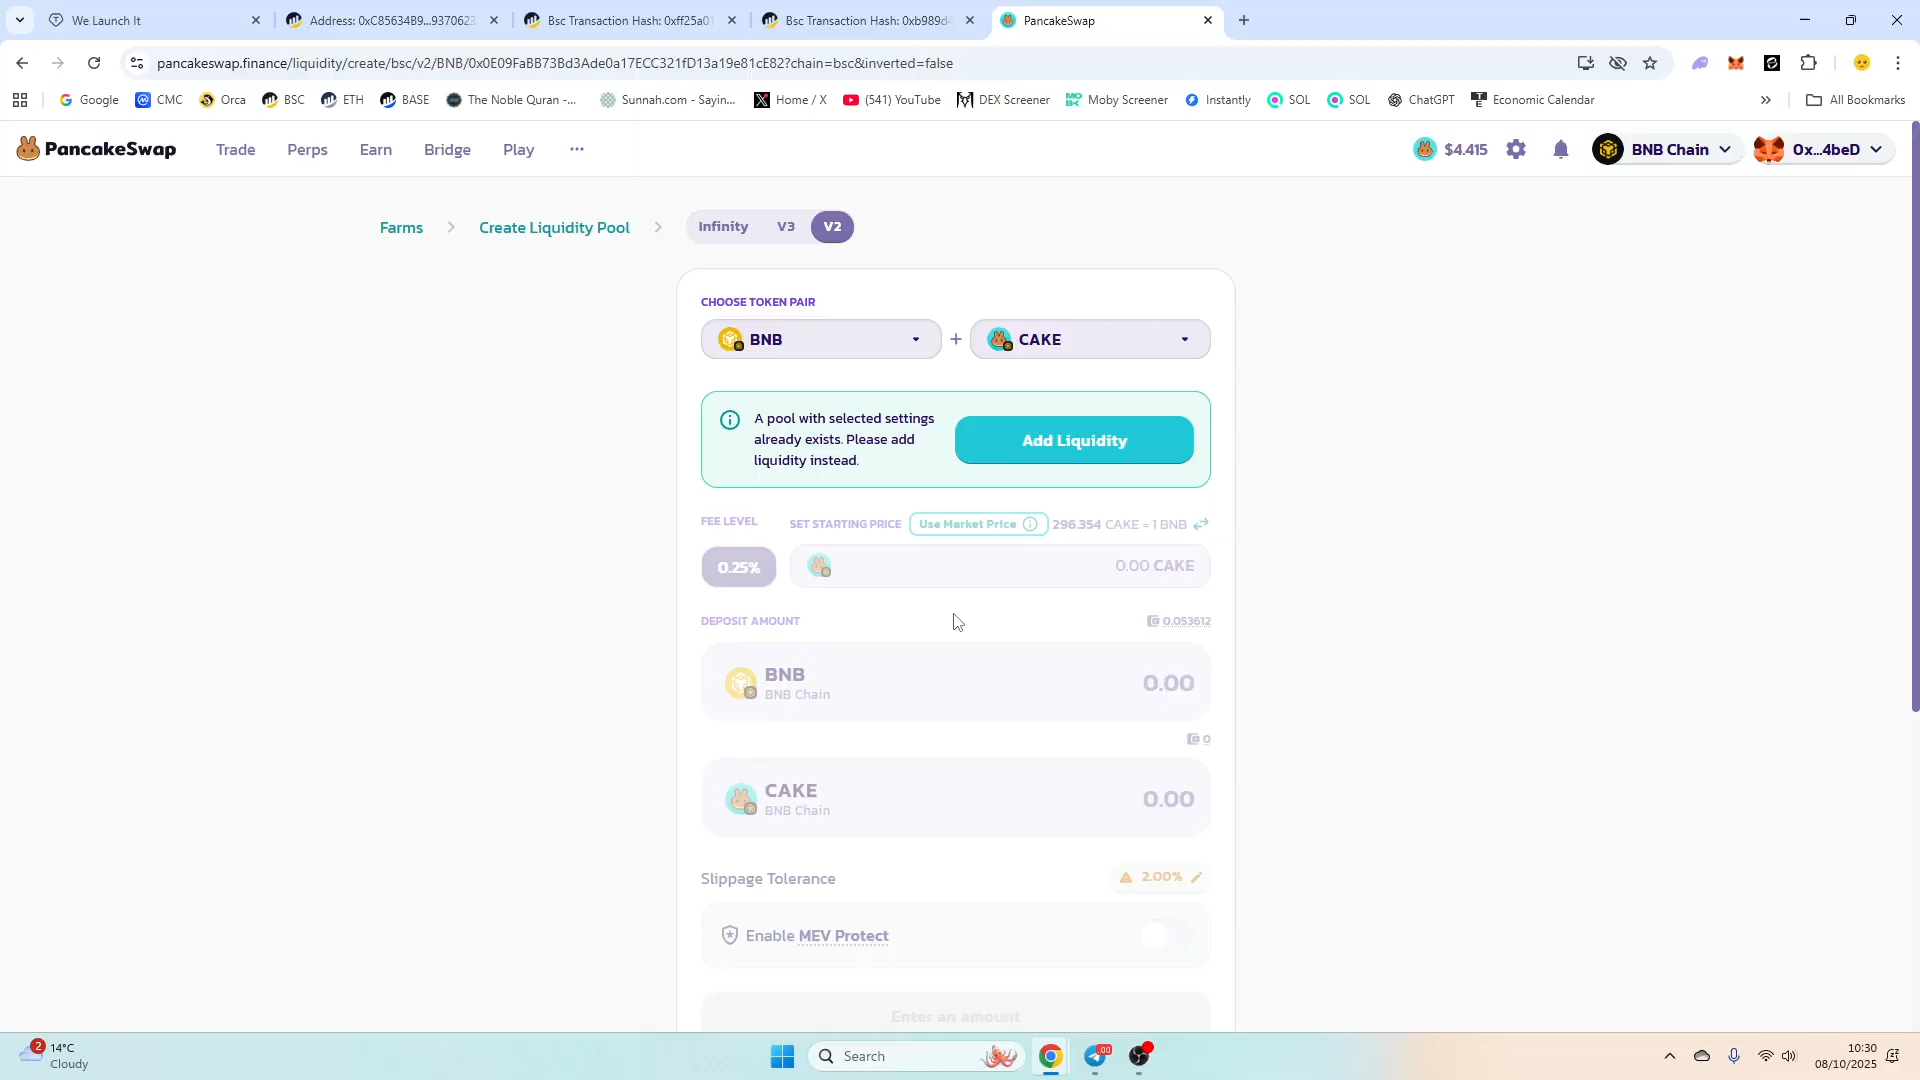 We Launch It
Address: 0xC85634B9...9370623
Bsc Transaction Hash: 0xff25a01
Bsc Transaction Hash: 0xb989d4
PancakeSwap
pancakeswap.finance/liquidity/create/bsc/v2/BNB/0x0E09FaBB73Bd3Ade0a17ECC321fD13a19e81cE82?chain=bsc&inverted=false
Google
CMC
Orca
BSC
ETH
BASE
The Noble Quran -...
Sunnah.com - Sayin...
Home / X
(541) YouTube
DEX Screener
Moby Screener
Instantly
SOL
SOL
ChatGPT
Economic Calendar
All Bookmarks
PancakeSwap
Trade
Perps
Earn
Bridge
Play
$4.415
BNB Chain
0x...4beD
Farms
Create Liquidity Pool
Infinity
V3
V2
CHOOSE TOKEN PAIR
BNB
+
CAKE
A pool with selected settings
already exists. Please add
liquidity instead.
Add Liquidity
FEE LEVEL
SET STARTING PRICE
Use Market Price
296.354 CAKE = 1 BNB
0.25%
0.00 CAKE
DEPOSIT AMOUNT
0.053612
BNB
BNB Chain
0.00
0
CAKE
BNB Chain
0.00
Slippage Tolerance
2.00%
Enable MEV Protect
Enter an amount
2
14°C
Cloudy
Search
.00
10:30
08/10/2025